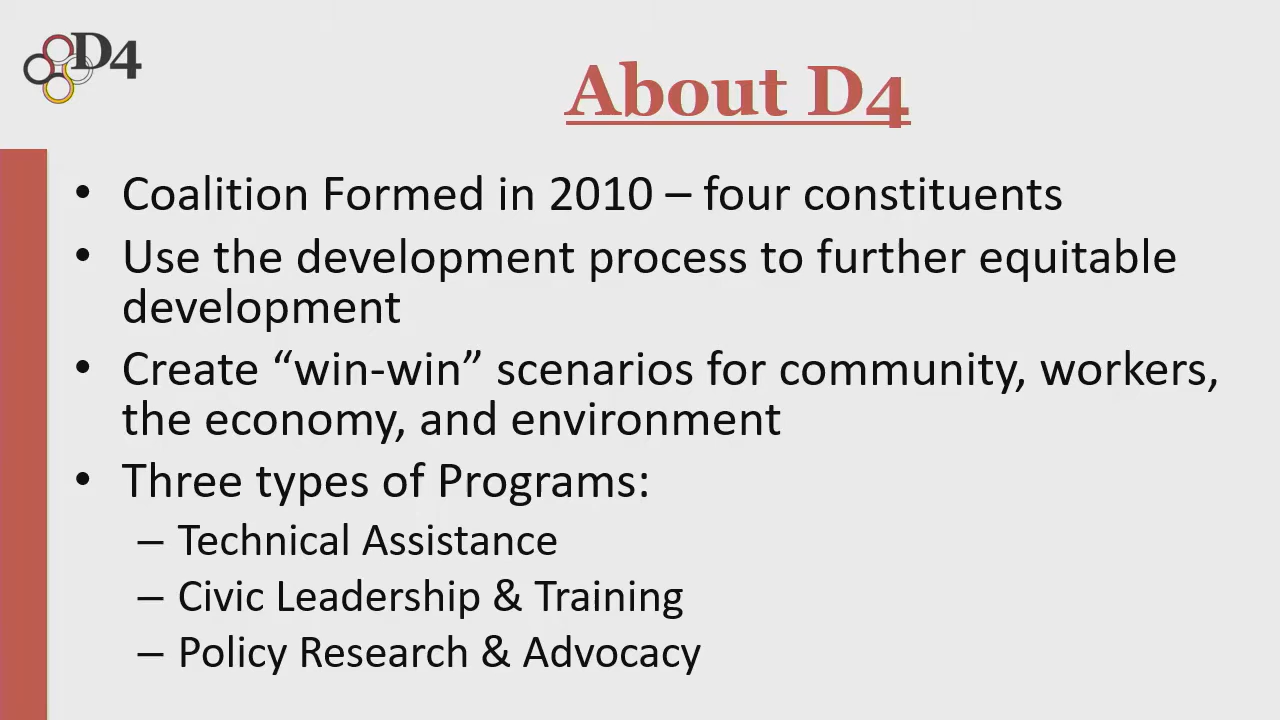 D4
About D4
• Coalition Formed in 2010 – four constituents
• Use the development process to further equitable
development
• Create “win-win” scenarios for community, workers,
the economy, and environment
• Three types of Programs:
– Technical Assistance
– Civic Leadership & Training
– Policy Research & Advocacy